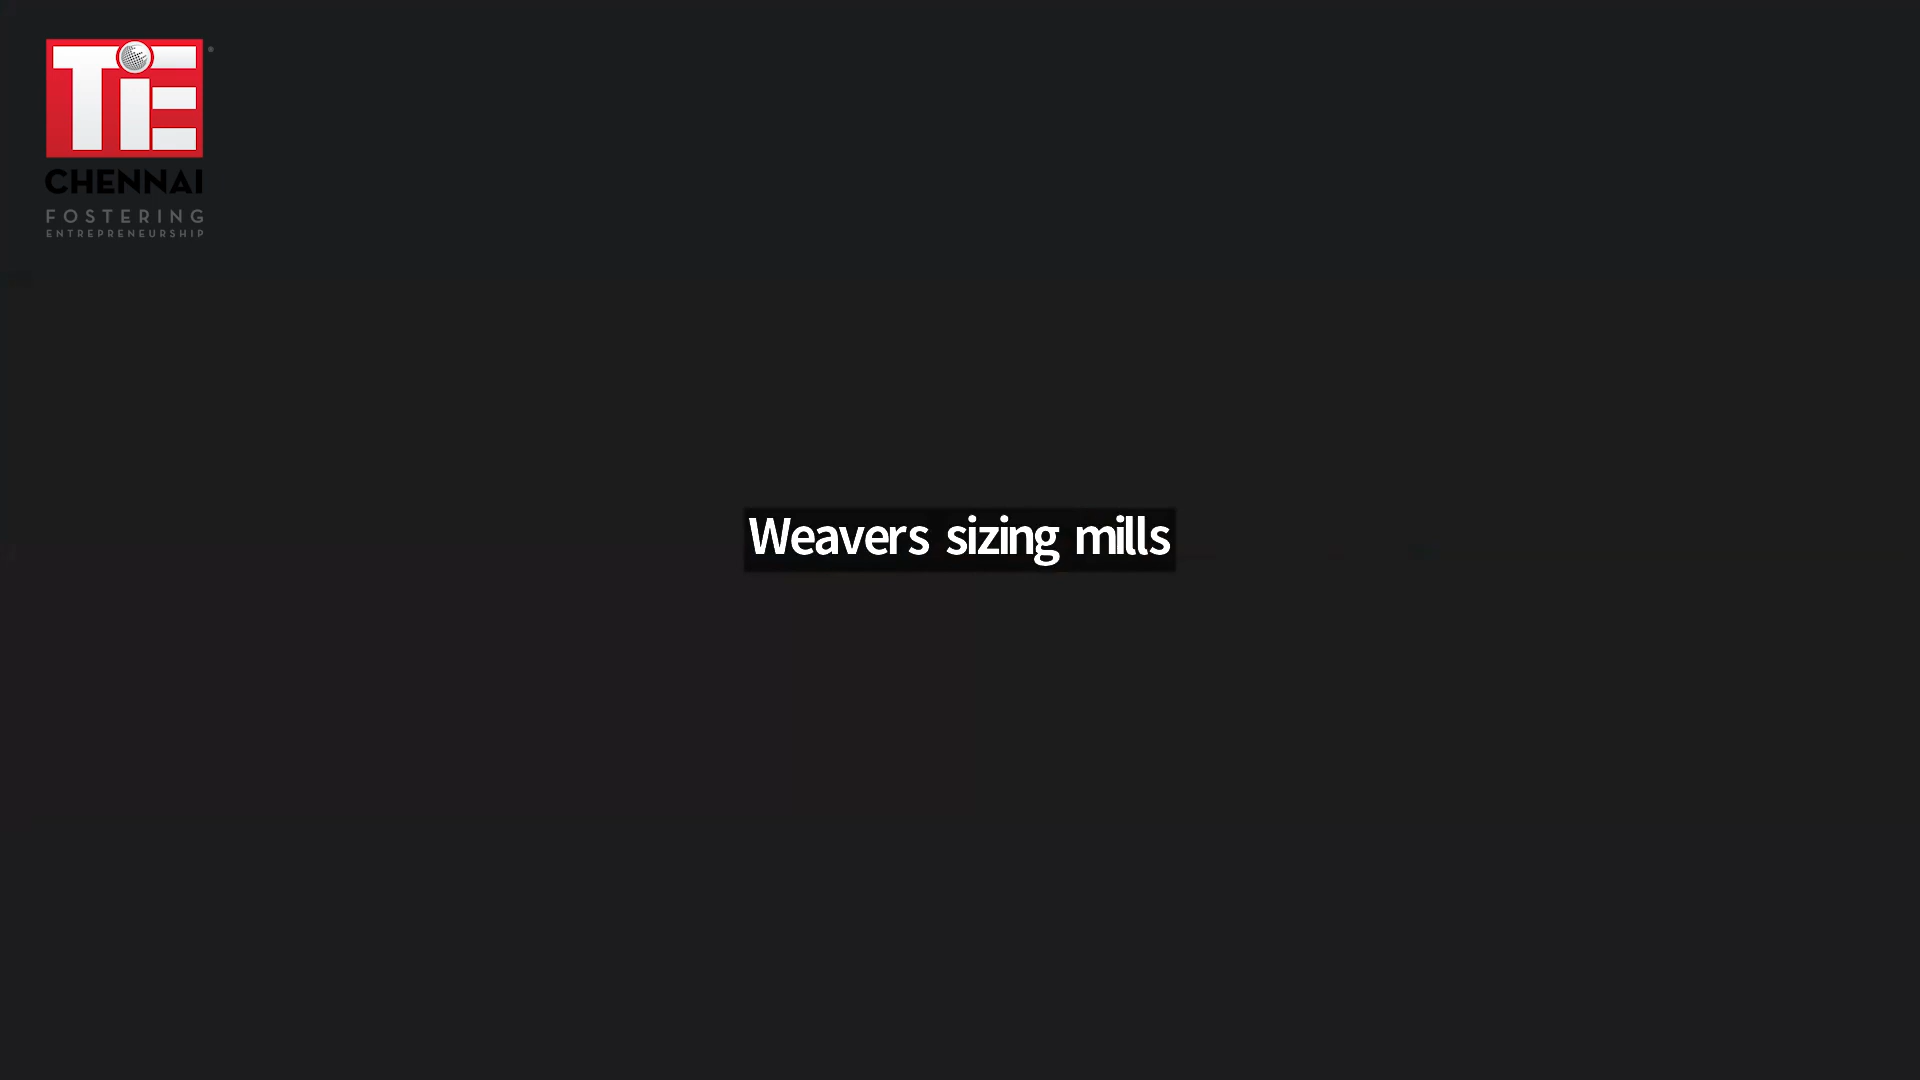 TiE
CHENNAI
FOSTERING
ENTREPRENEURSHIP
Weavers sizing mills